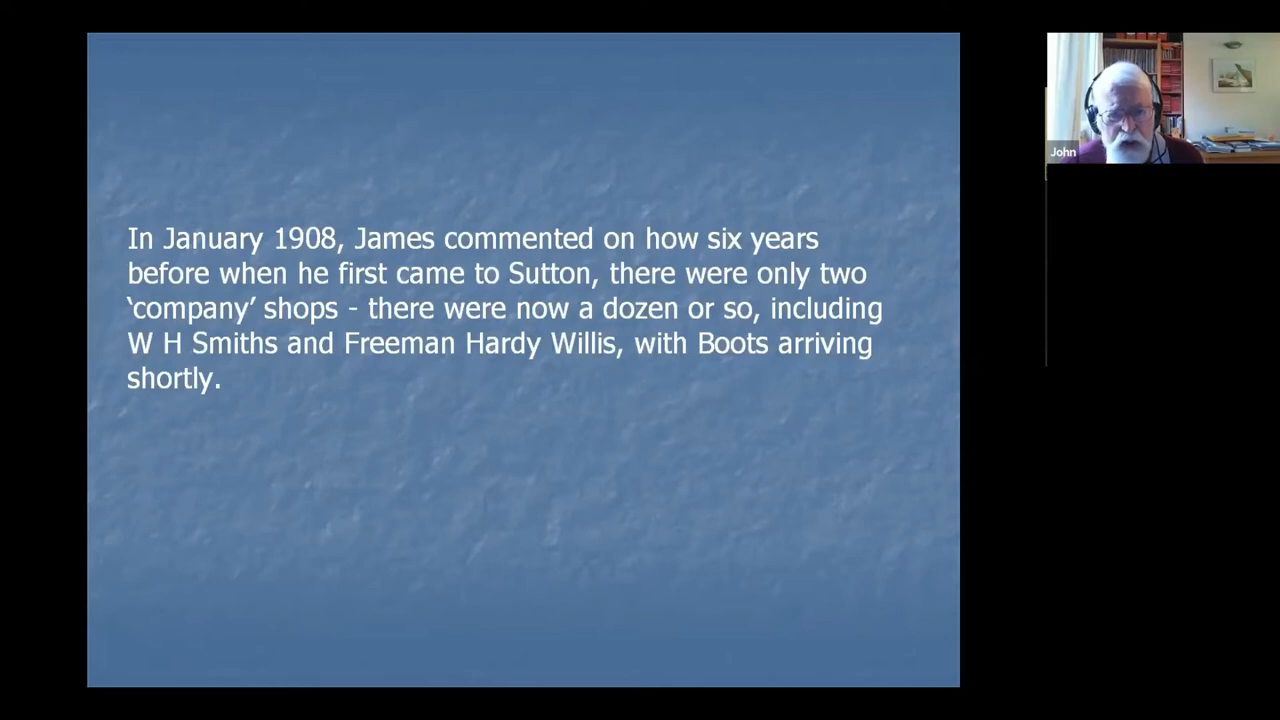 In January 1908, James commented on how six years
before when he first came to Sutton, there were only two
‘company’ shops - there were now a dozen or so, including
W H Smiths and Freeman Hardy Willis, with Boots arriving
shortly.
John